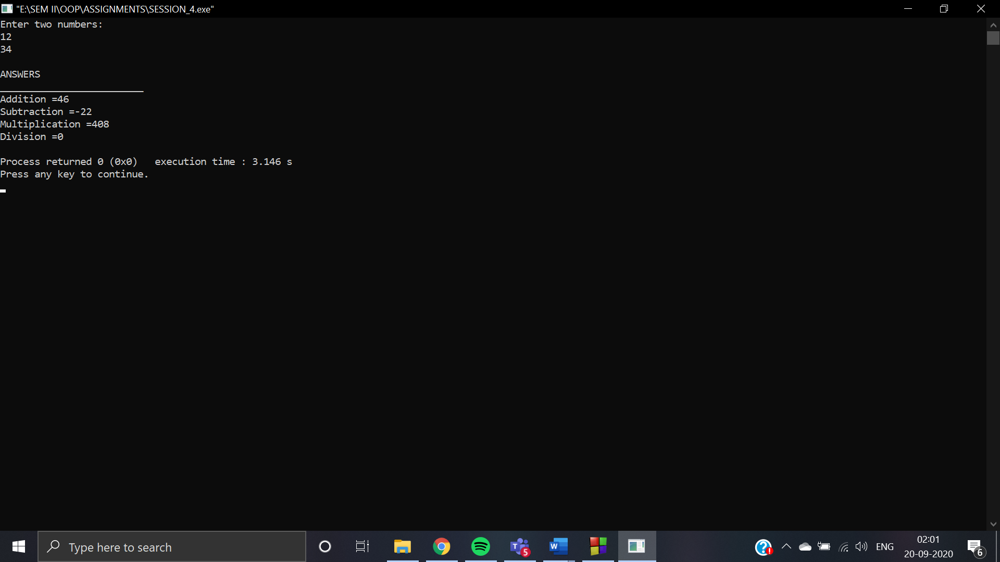 "E:\SEM II\OOP\ASSIGNMENTS\SESSION_4.exe"
Enter two numbers:
12
34
ANSWERS
_________________________
Addition =46
Subtraction =-22
Multiplication =408
Division =0
Process returned 0 (0x0)   execution time : 3.146 s
Press any key to continue.
Type here to search
T
5
W
?
!
ENG
02:01
20-09-2020
6